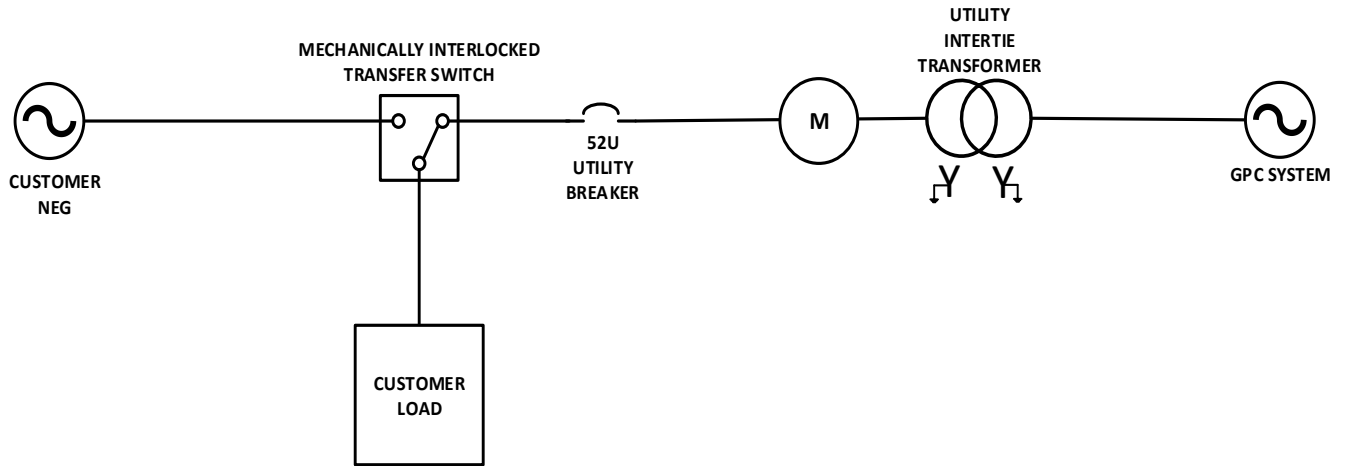 UTILITY
INTERTIE
TRANSFORMER
MECHANICALLY INTERLOCKED
TRANSFER SWITCH
M
52U
UTILITY
BREAKER
CUSTOMER
NEG
GPC SYSTEM
CUSTOMER
LOAD